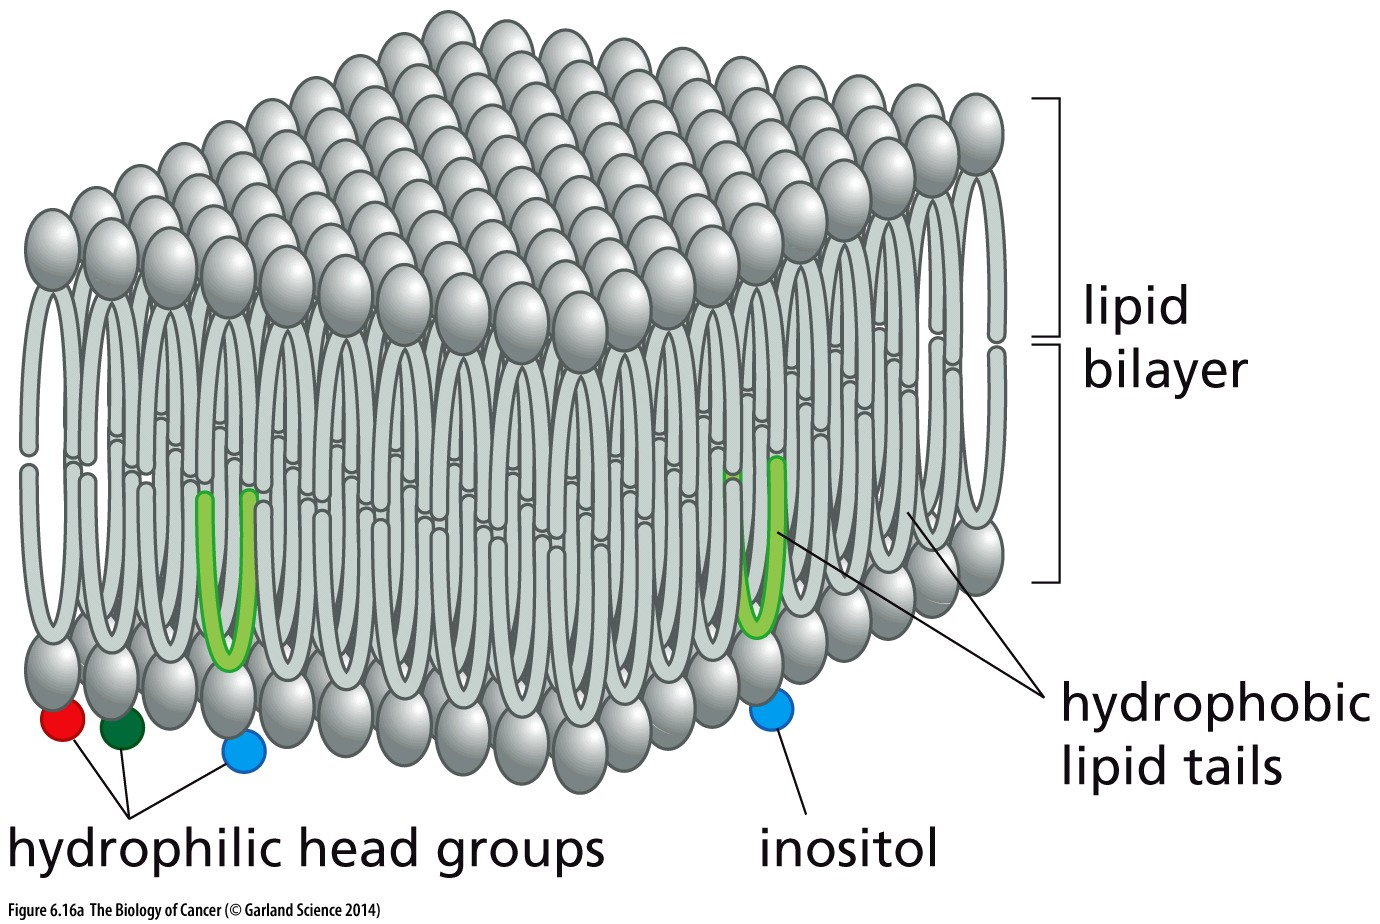 lipid
bilayer
hydrophobic
lipid tails
hydrophilic head groups
inositol
Figure 6.16a The Biology of Cancer (© Garland Science 2014)